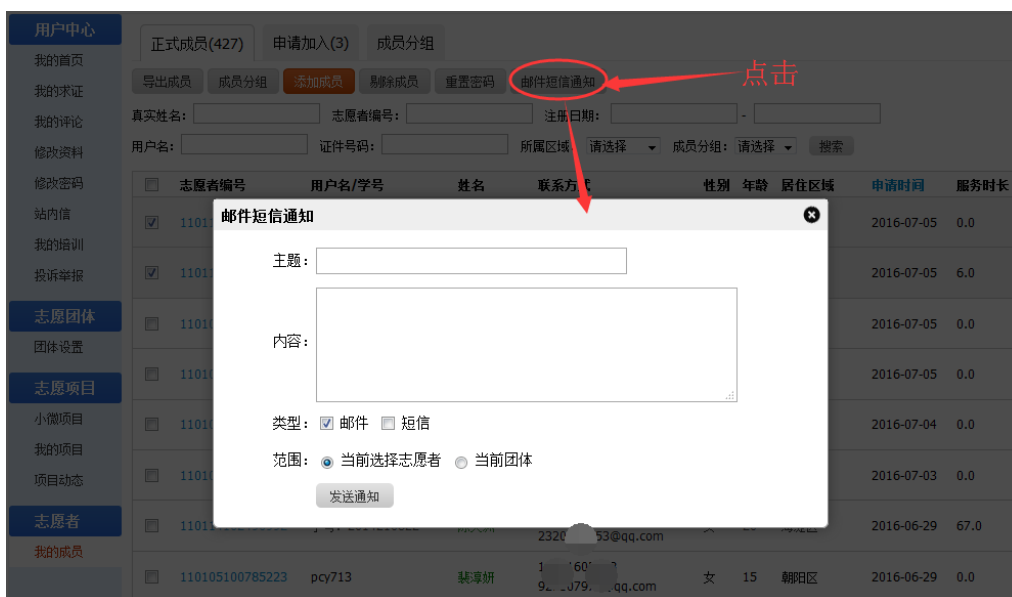 用户中心
我的首页
我的求证
我的评论
修改资料
修改密码
站内信
我的培训
投诉举报
志愿团体
团体设置
志愿项目
小微项目
我的项目
项目动态
志愿者
我的成员
正式成员(427) 申请加入(3) 成员分组
导出成员 成员分组 添加成员 剔除成员 重置密码 邮件短信通知 点击
真实姓名: 志愿者编号: 注册日期: -
用户名: 证件号码: 所属区域: 请选择 成员分组: 请选择 搜索
志愿者编号 用户名/学号 姓名 联系方式 性别 年龄 居住区域 申请时间 服务时长
2016-07-05 0.0
2016-07-05 6.0
2016-07-05 0.0
2016-07-05 0.0
2016-07-04 0.0
2016-07-03 0.0
2016-06-29 67.0
110105100785223 pcy713 裴淳妍 女 15 朝阳区 2016-06-29 0.0
邮件短信通知
主题:
内容:
类型: 邮件 短信
范围: 当前选择志愿者 当前团体
发送通知